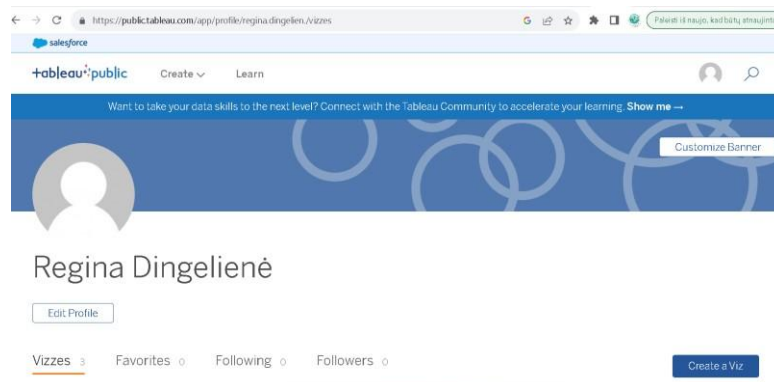 https://public.tableau.com/app/profile/regina.dingelien./vizzes
Paleisti iš naujo, kad būtų
salesforce
+ableau public Create Learn
Want to take your data skills to the next level? Connect with the Tableau Community to accelerate your learning. Show me →
Customize Banner
Regina Dingelienė
Edit Profile
Vizzes 3 Favorites 0 Following 0 Followers 0
Create a Viz